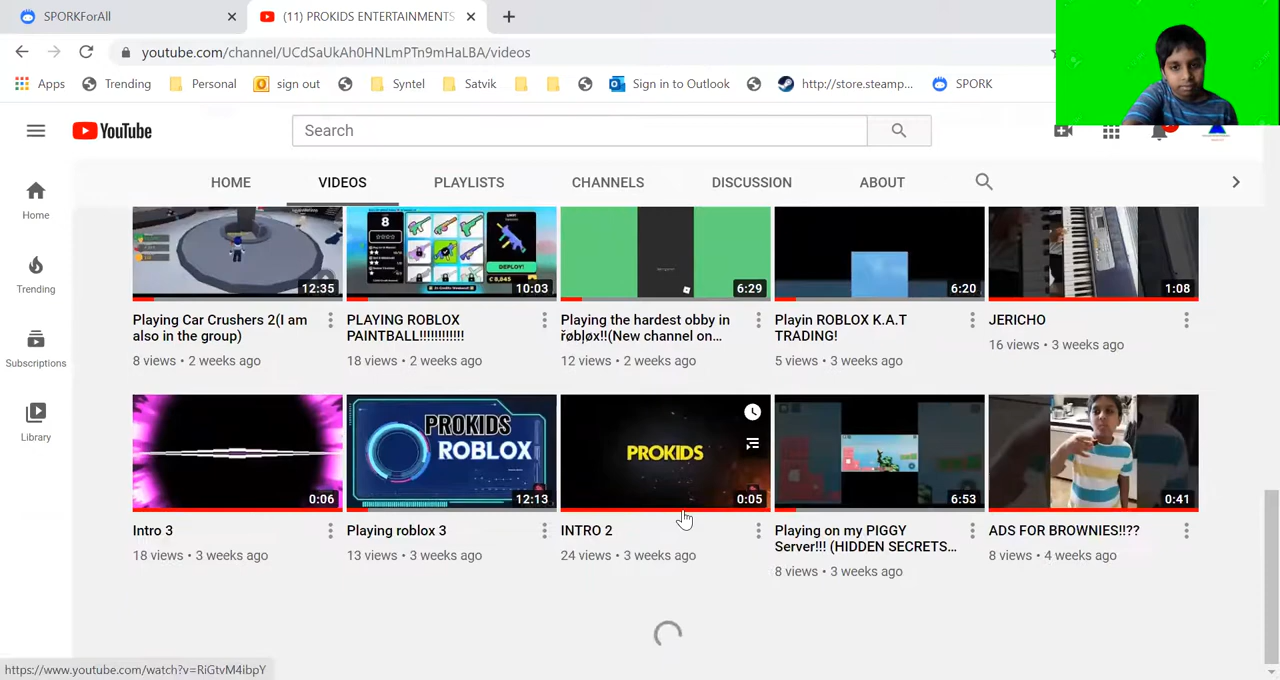 SPORKForAll
(11) PROKIDS ENTERTAINMENTS
youtube.com/channel/UCdSaUkAh0HNLmPTn9mHaLBA/videos
Apps Trending Personal sign out Syntel Satvik Sign in to Outlook http://store.steamp... SPORK
YouTube
Search
HOME VIDEOS PLAYLISTS CHANNELS DISCUSSION ABOUT
Home
Trending
Subscriptions
Library
12:35
8
DEPLOY!
10:03
6:29
6:20
1:08
Playing Car Crushers 2(I am
also in the group)
8 views • 2 weeks ago
PLAYING ROBLOX
PAINTBALL!!!!!!!!!!!!
18 views • 2 weeks ago
Playing the hardest obby in
řøb|øx!!(New channel on...
12 views • 2 weeks ago
Playin ROBLOX K.A.T
TRADING!
5 views • 3 weeks ago
JERICHO
16 views • 3 weeks ago
0:06
PROKIDS
ROBLOX
12:13
PROKIDS
0:05
6:53
0:41
Intro 3
18 views • 3 weeks ago
Playing roblox 3
13 views • 3 weeks ago
INTRO 2
24 views • 3 weeks ago
Playing on my PIGGY
Server!!! (HIDDEN SECRETS...
8 views • 3 weeks ago
ADS FOR BROWNIES!!??
8 views • 4 weeks ago
https://www.youtube.com/watch?v=RiGtvM4ibpY